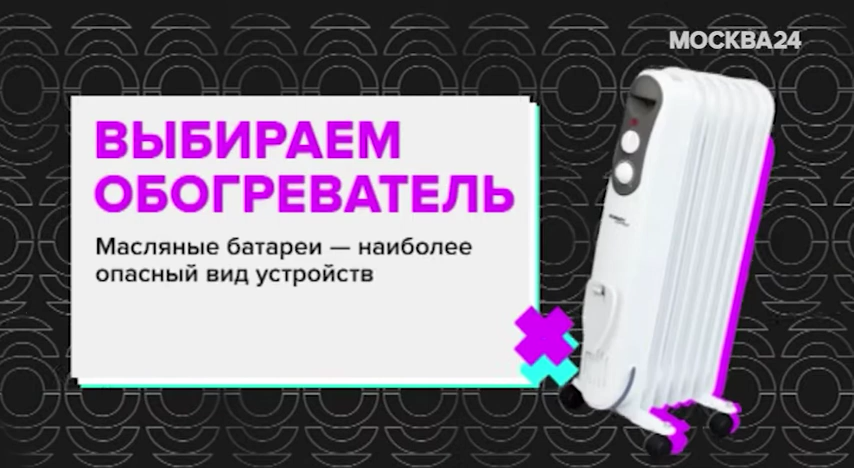 МОСКВА24
ВЫБИРАЕМ
ОБОГРЕВАТЕЛЬ
Масляные батареи — наиболее
опасный вид устройств